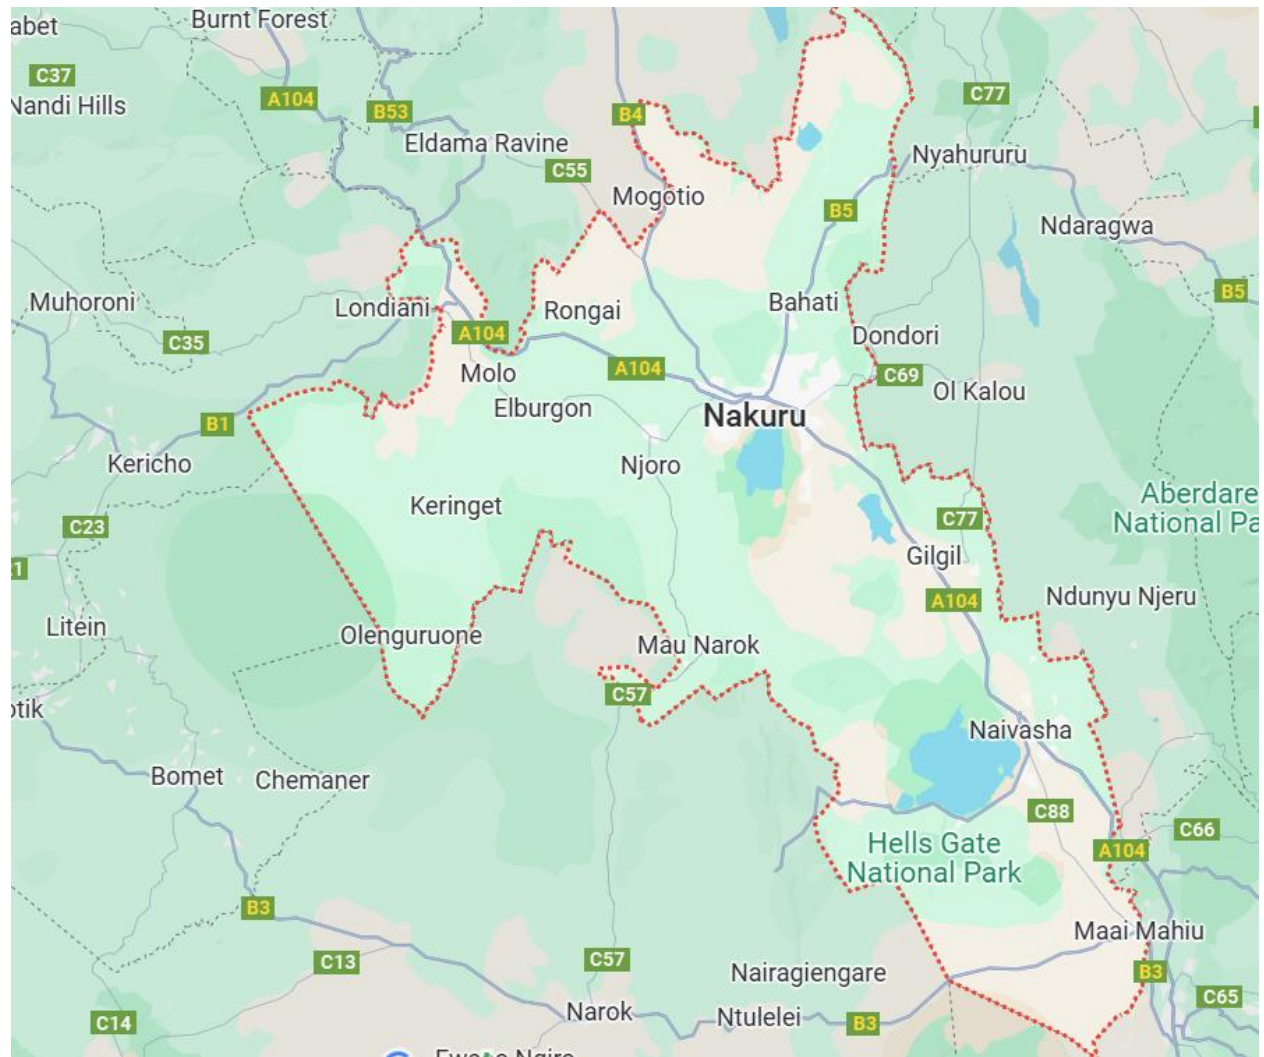 abet
Burnt Forest
C37
A104
B53
B4
C77
Nandi Hills
Eldama Ravine
C55
Nyahururu
Mogotio
B5
Ndaragwa
Muhoroni
Londiani
Rongai
Bahati
B5
C35
A104
Dondori
Molo
A104
C69
Ol Kalou
B1
Elburgon
Nakuru
Kericho
Njoro
Keringet
Aberdare
National Pa
C23
C77
Gilgil
1
A104
Ndunyu Njeru
Litein
Olenguruone
Mau Narok
C57
otik
Naivasha
Bomet
Chemaner
C88
Hells Gate
National Park
C66
A104
B3
Maai Mahiu
C13
C57
Nairagiengare
B3
C65
Narok
Ntulelei
C14
B3